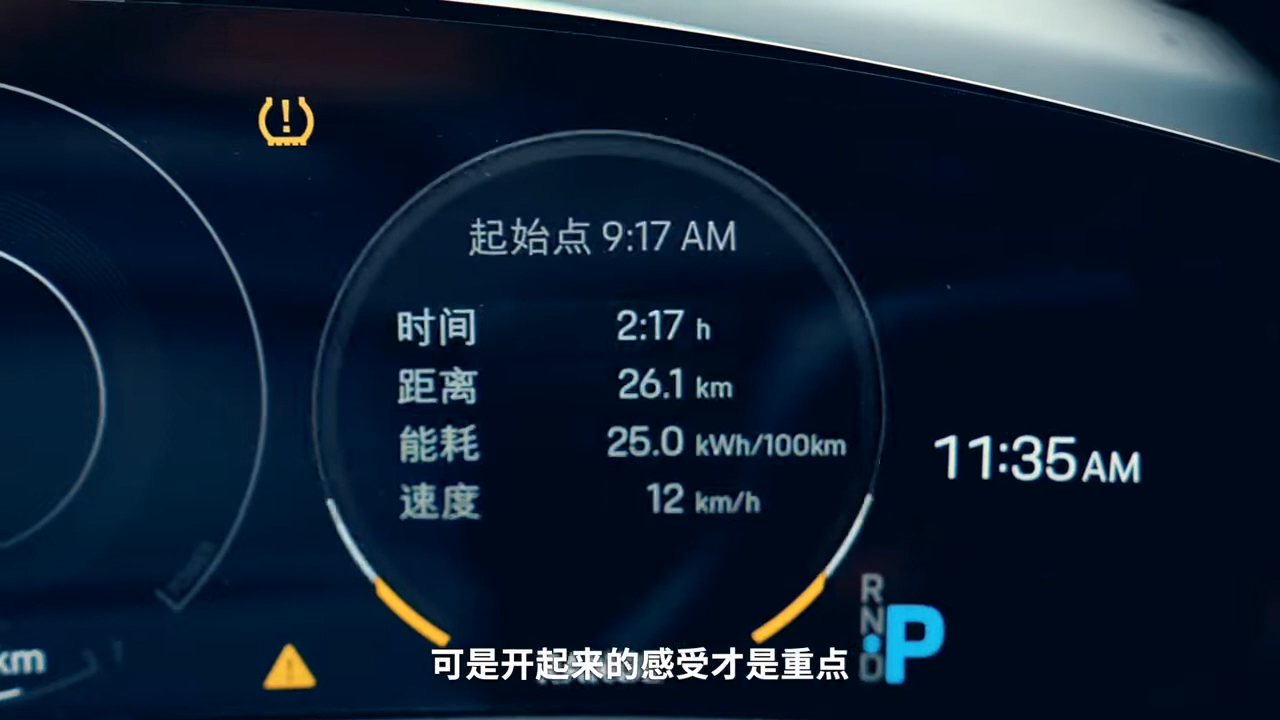 起始点 9:17 AM
时间 2:17 h
距离 26.1 km
能耗 25.0 kWh/100km
速度 12 km/h
11:35 AM
R
N
D
P
km
可是开起来的感受才是重点